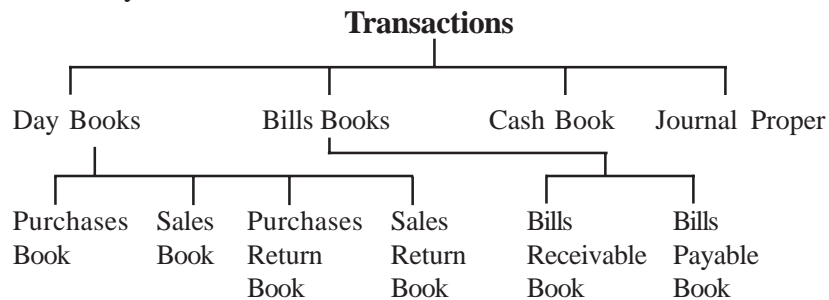 Transactions
Day Books Bills Books Cash Book Journal Proper
Purchases Sales Purchases Sales Bills Bills
Book Book Return Return Receivable Payable
Book Book Book Book